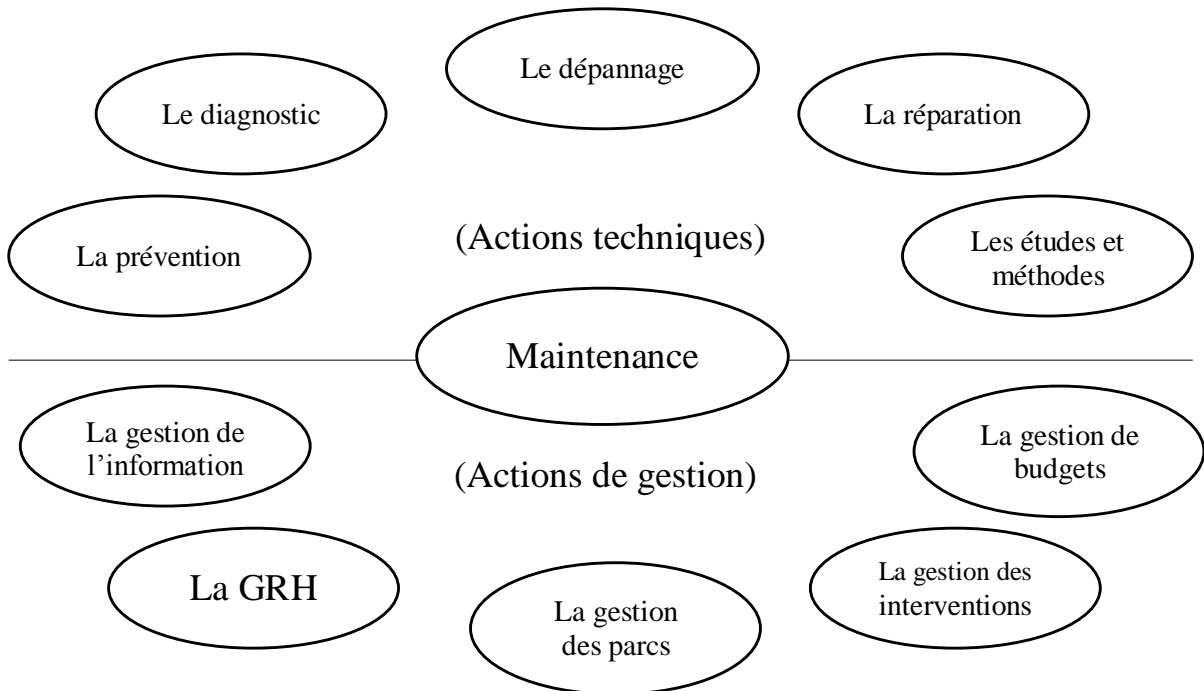 Le dépannage
Le diagnostic
La réparation
La prévention
(Actions techniques)
Les études et
méthodes
Maintenance
La gestion de
l’information
(Actions de gestion)
La gestion de
budgets
La GRH
La gestion
des parcs
La gestion des
interventions